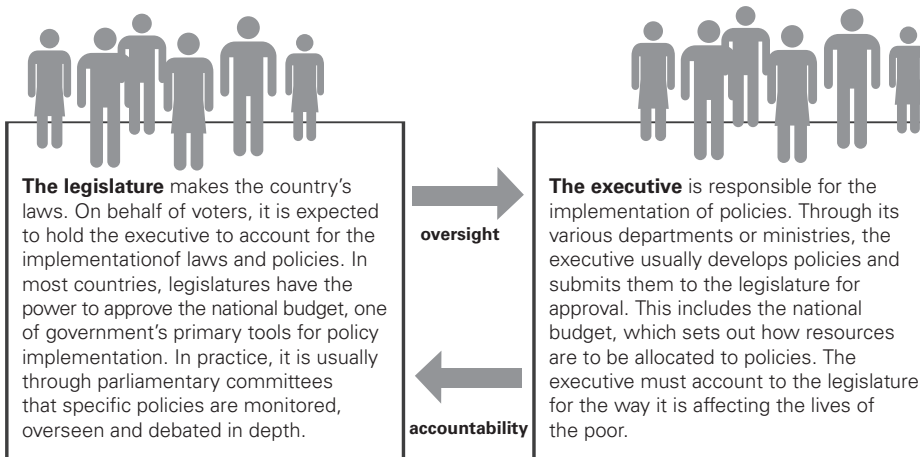 The legislature makes the country's
laws. On behalf of voters, it is expected
to hold the executive to account for the
implementationof laws and policies. In
most countries, legislatures have the
power to approve the national budget, one
of government's primary tools for policy
implementation. In practice, it is usually
through parliamentary committees
that specific policies are monitored,
overseen and debated in depth.
oversight
accountability
The executive is responsible for the
implementation of policies. Through its
various departments or ministries, the
executive usually develops policies and
submits them to the legislature for
approval. This includes the national
budget, which sets out how resources
are to be allocated to policies. The
executive must account to the legislature
for the way it is affecting the lives of
the poor.